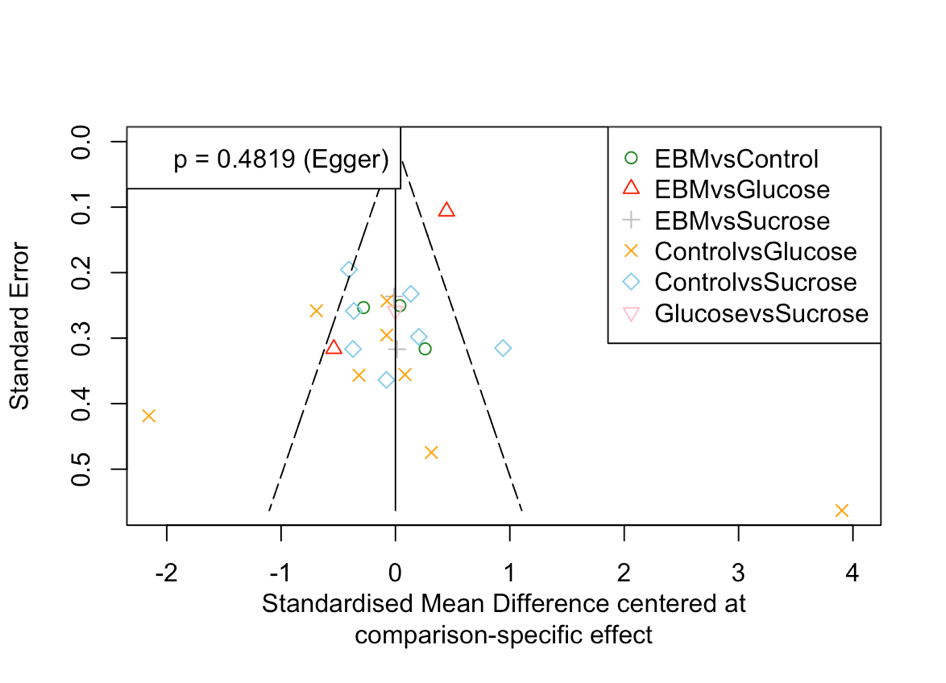 p = 0.4819 (Egger)
EBMvsControl
EBMvsGlucose
EBMvsSucrose
ControlvsGlucose
ControlvsSucrose
GlucosevsSucrose
Standard Error
0.0
0.1
0.2
0.3
0.4
0.5
-2 -1 0 1 2 3 4
Standardised Mean Difference centered at
comparison-specific effect